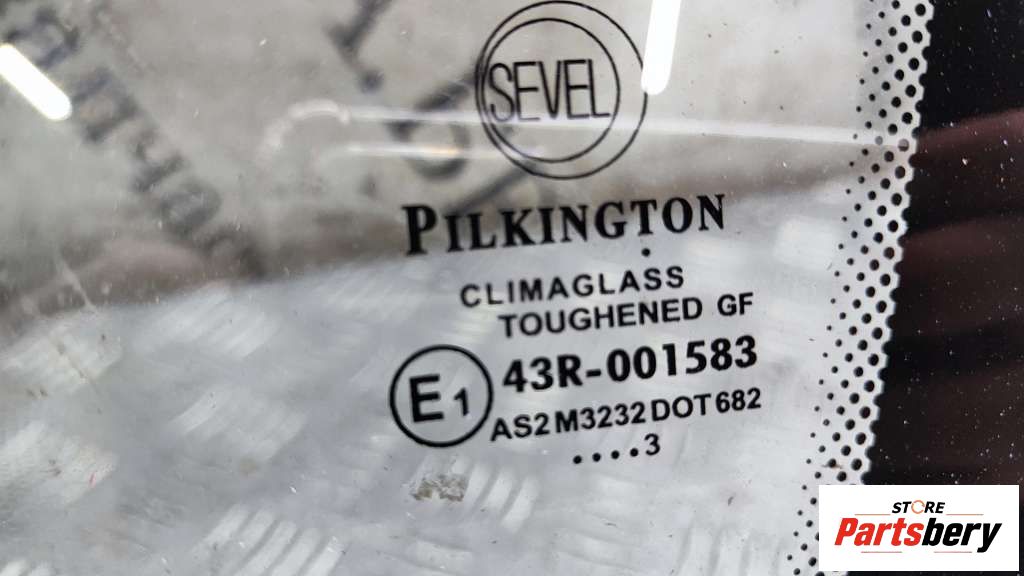 SEVEL
PILKINGTON
.
CLIMAGLASS
TOUGHENED GF
E1 43R-001583
AS2 M3232 DOT 682
....3
STORE
Partsbery